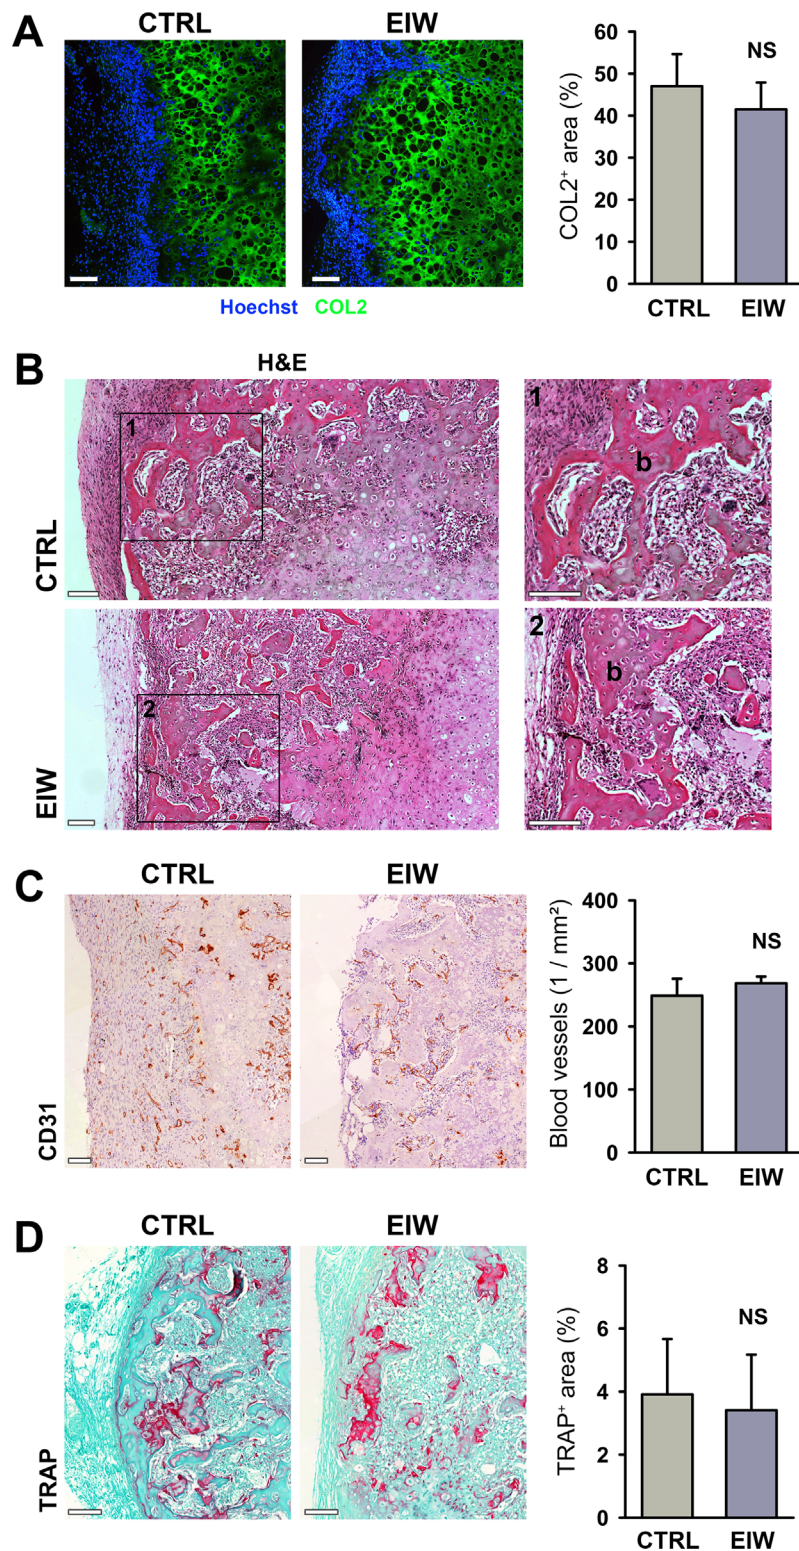 A
CTRL
EIW
Hoechst COL2
COL2⁺ area (%)
60
50
40
30
20
10
0
NS
CTRL
EIW
B
H&E
CTRL
1
1
b
EIW
2
2
b
C
CTRL
EIW
CD31
Blood vessels (1 / mm²)
400
300
200
100
0
NS
CTRL
EIW
D
CTRL
EIW
TRAP
TRAP⁺ area (%)
8
6
4
2
0
NS
CTRL
EIW